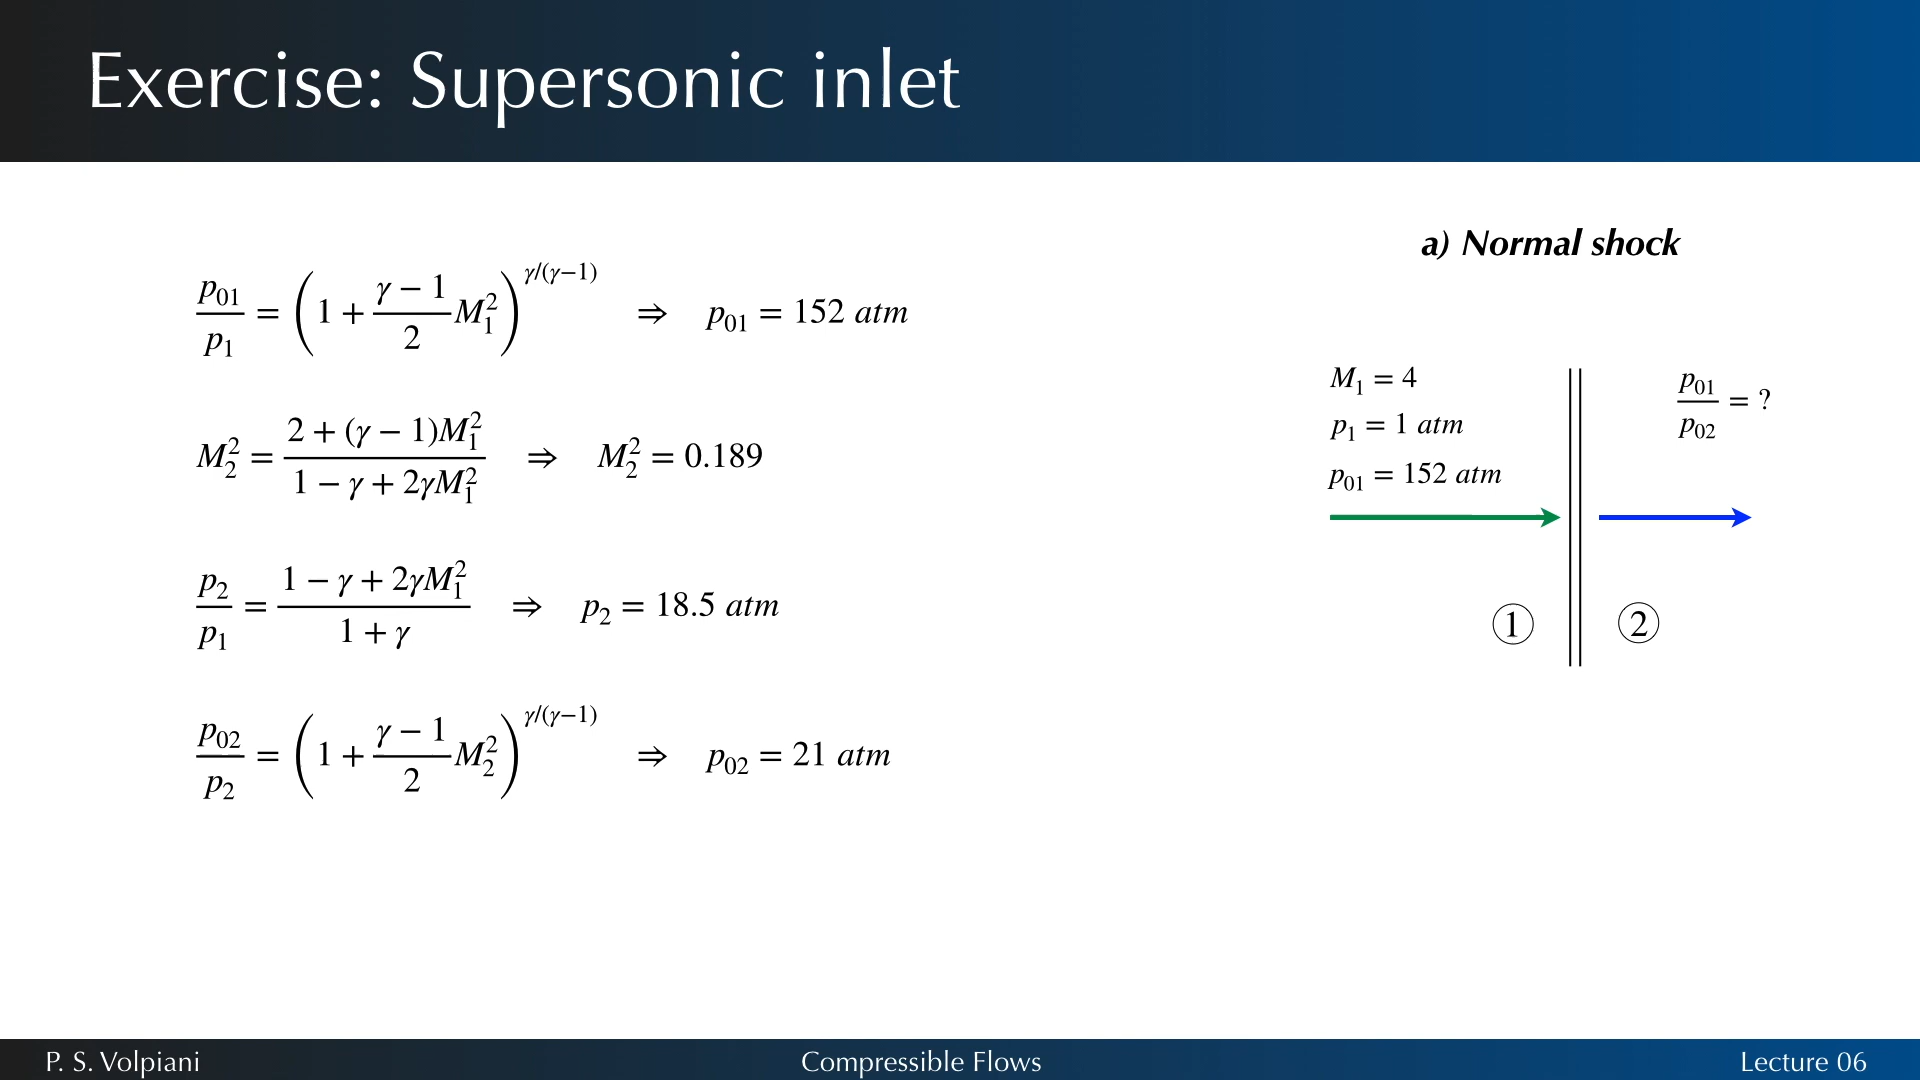 Exercise: Supersonic inlet
a) Normal shock
p₀₁/p₁ = (1 + (γ − 1)/2 M₁²)^(γ/(γ−1)) ⇒ p₀₁ = 152 atm
M₂² = (2 + (γ − 1)M₁²)/(1 − γ + 2γM₁²) ⇒ M₂² = 0.189
p₂/p₁ = (1 − γ + 2γM₁²)/(1 + γ) ⇒ p₂ = 18.5 atm
p₀₂/p₂ = (1 + (γ − 1)/2 M₂²)^(γ/(γ−1)) ⇒ p₀₂ = 21 atm
M₁ = 4
p₁ = 1 atm
p₀₁ = 152 atm
p₀₁/p₀₂ = ?
① ②
P. S. Volpiani Compressible Flows Lecture 06